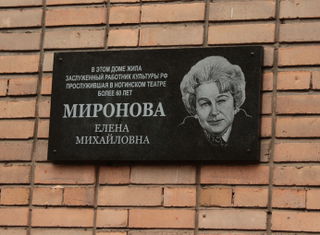 В ЭТОМ ДОМЕ ЖИЛА
ЗАСЛУЖЕННЫЙ РАБОТНИК КУЛЬТУРЫ РФ
ПРОСЛУЖИВШАЯ В НОГИНСКОМ ТЕАТРЕ
БОЛЕЕ 60 ЛЕТ
МИРОНОВА
ЕЛЕНА
МИХАЙЛОВНА